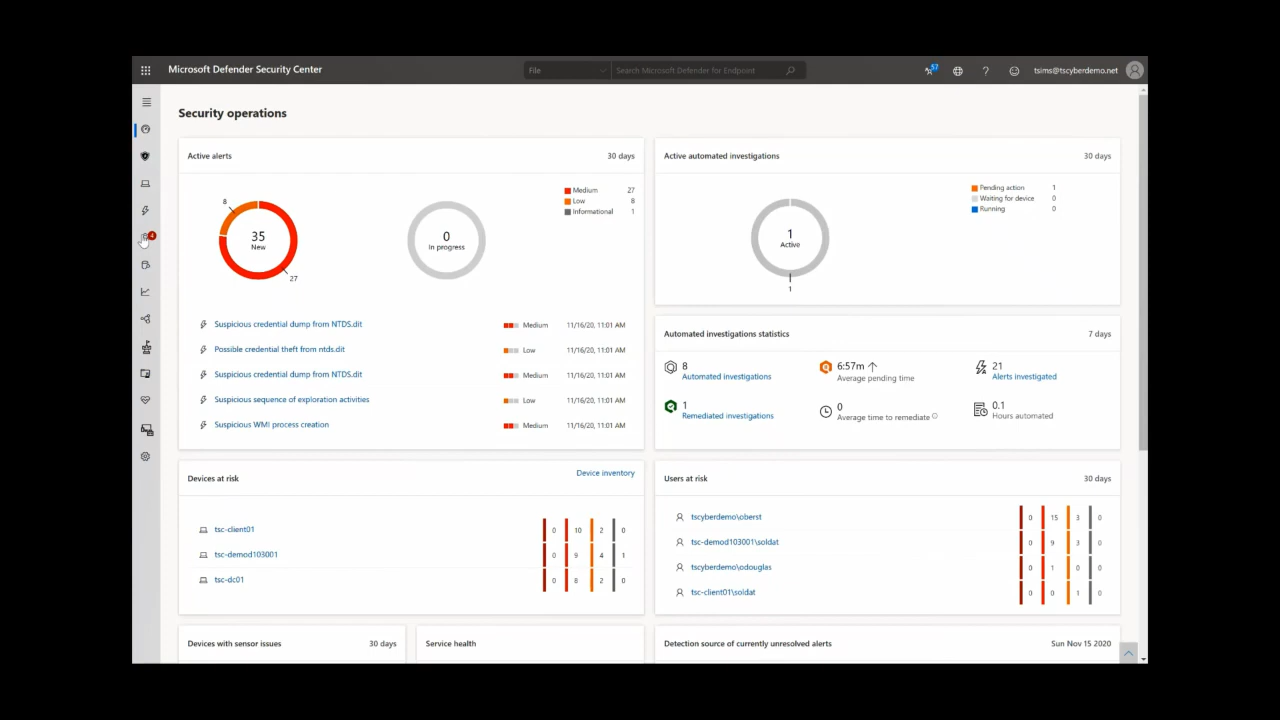 Microsoft Defender Security Center
File
Search Microsoft Defender for Endpoint
57
?
tsims@tscyberdemo.net
4
Security operations
Active alerts
30 days
8
35
New
27
0
In progress
Medium 27
Low 8
Informational 1
Suspicious credential dump from NTDS.dit Medium 11/16/20, 11:01 AM
Possible credential theft from ntds.dit Low 11/16/20, 11:01 AM
Suspicious credential dump from NTDS.dit Medium 11/16/20, 11:01 AM
Suspicious sequence of exploration activities Low 11/16/20, 11:01 AM
Suspicious WMI process creation Medium 11/16/20, 11:01 AM
Active automated investigations
30 days
1
Active
1
Pending action 1
Waiting for device 0
Running 0
Automated investigations statistics
7 days
8
Automated investigations
6:57m
Average pending time
21
Alerts investigated
1
Remediated investigations
0
Average time to remediate
0.1
Hours automated
Devices at risk
Device inventory
tsc-client01 0 10 2 0
tsc-demod103001 0 9 4 1
tsc-dc01 0 8 2 0
Users at risk
30 days
tscyberdemo\oberst 0 15 3 0
tsc-demod103001\soldat 0 9 3 0
tscyberdemo\odouglas 0 1 0 0
tsc-client01\soldat 0 0 1 0
Devices with sensor issues
30 days
Service health
Detection source of currently unresolved alerts
Sun Nov 15 2020